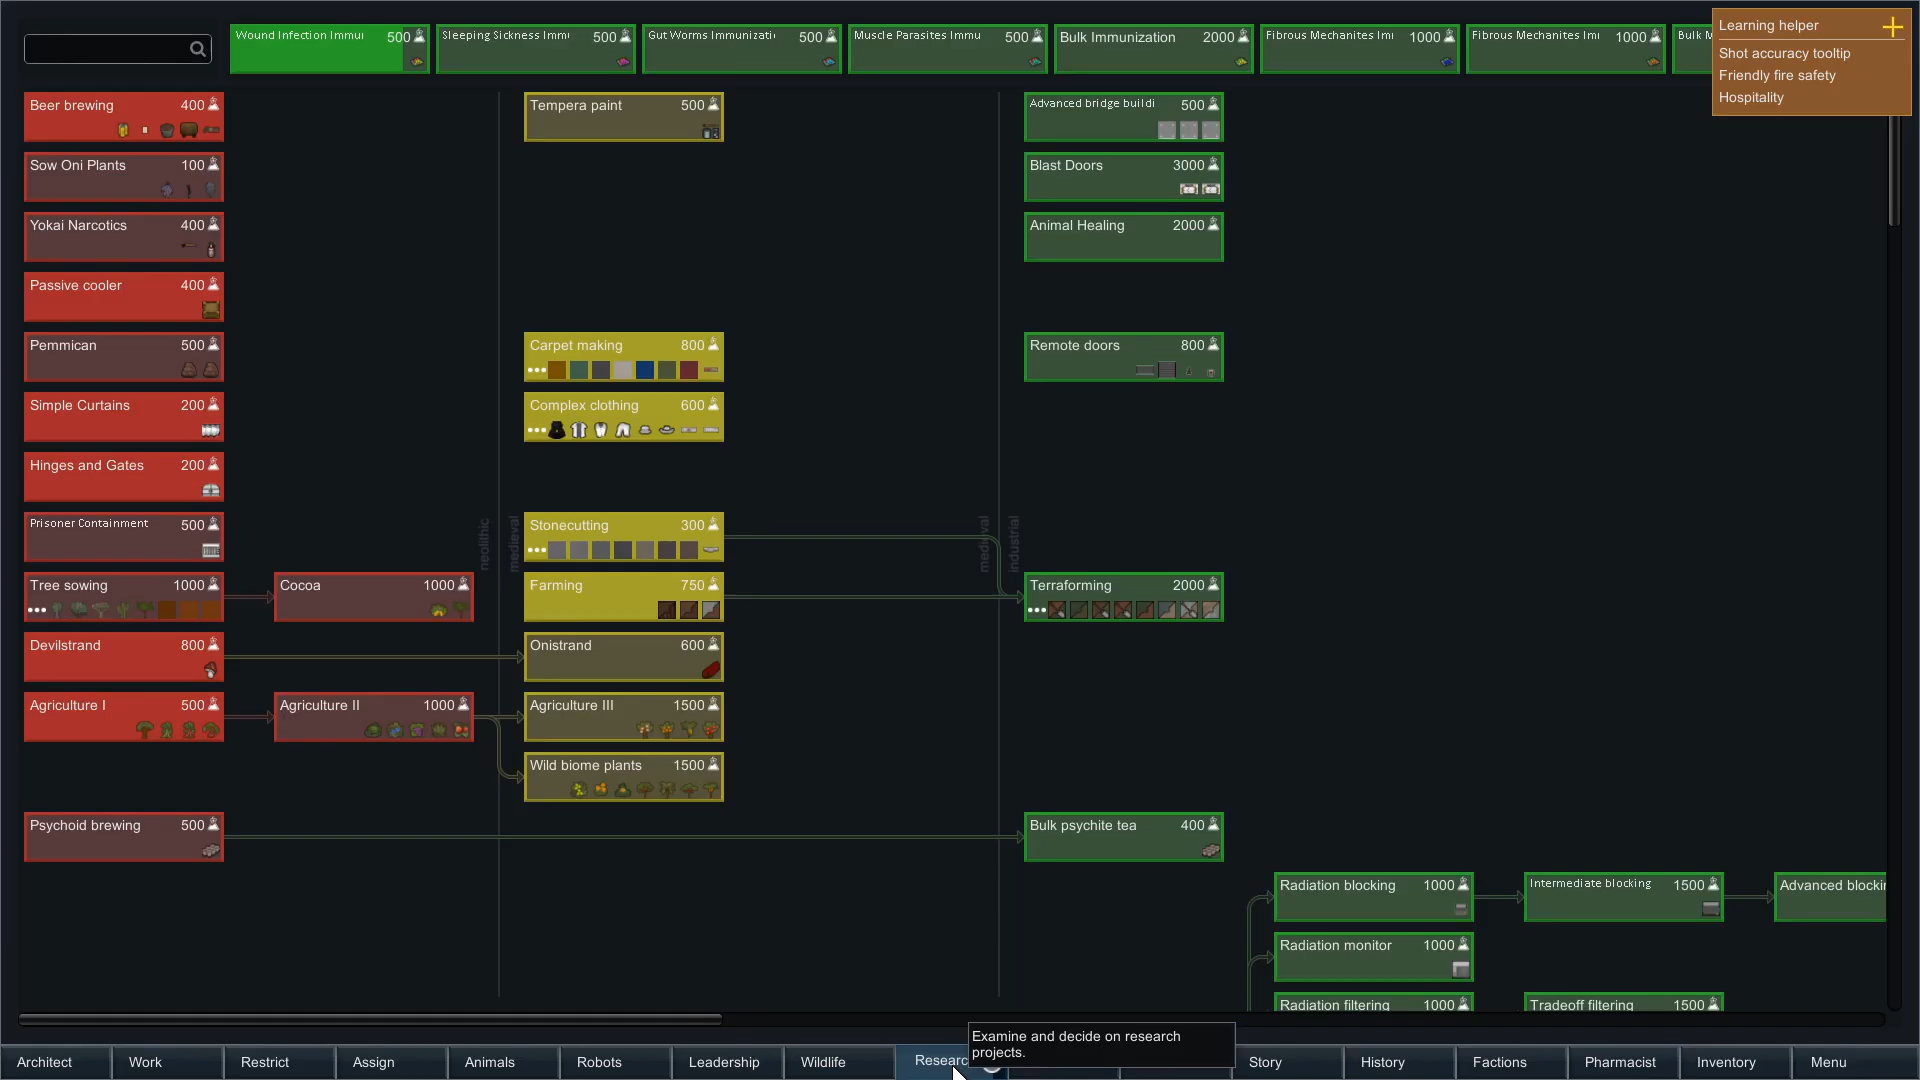 Wound Infection Immu 500
Sleeping Sickness Imm 500
Gut Worms Immunizati 500
Muscle Parasites Immu 500
Bulk Immunization 2000
Fibrous Mechanites Im 1000
Fibrous Mechanites Im 1000
Bulk M
Learning helper
Shot accuracy tooltip
Friendly fire safety
Hospitality
Beer brewing 400
Tempera paint 500
Advanced bridge buildi 500
Sow Oni Plants 100
Blast Doors 3000
Yokai Narcotics 400
Animal Healing 2000
Passive cooler 400
Pemmican 500
Carpet making 800
Remote doors 800
Simple Curtains 200
Complex clothing 600
Hinges and Gates 200
Prisoner Containment 500
neolithic
medieval
Stonecutting 300
medieval
industrial
Tree sowing 1000
Cocoa 1000
Farming 750
Terraforming 2000
Devilstrand 800
Onistrand 600
Agriculture I 500
Agriculture II 1000
Agriculture III 1500
Wild biome plants 1500
Psychoid brewing 500
Bulk psychite tea 400
Radiation blocking 1000
Intermediate blocking 1500
Advanced blockin
Radiation monitor 1000
Radiation filtering 1000
Tradeoff filtering 1500
Examine and decide on research
projects.
Architect
Work
Restrict
Assign
Animals
Robots
Leadership
Wildlife
Researc
Story
History
Factions
Pharmacist
Inventory
Menu